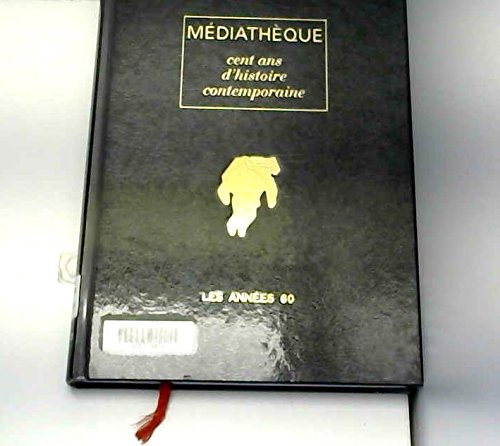 MÉDIATHÈQUE
cent ans
d'histoire
contemporaine
LES ANNÉES 60